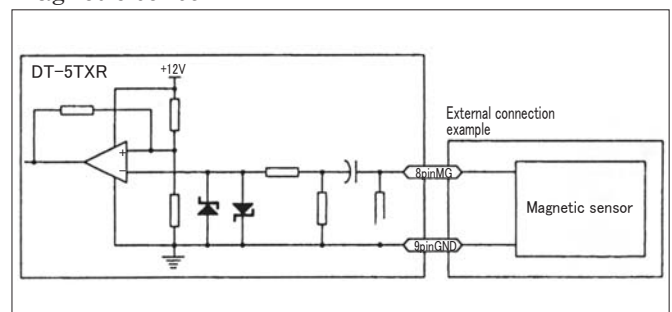 DT-5TXR
+12V
External connection
example
+
−
8pinMG
Magnetic sensor
9pinGND